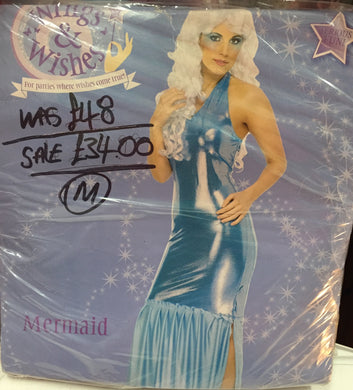 Wings
&
Wishes
For parties where wishes come true!
WAS £48
SALE £34.00
M
Mermaid